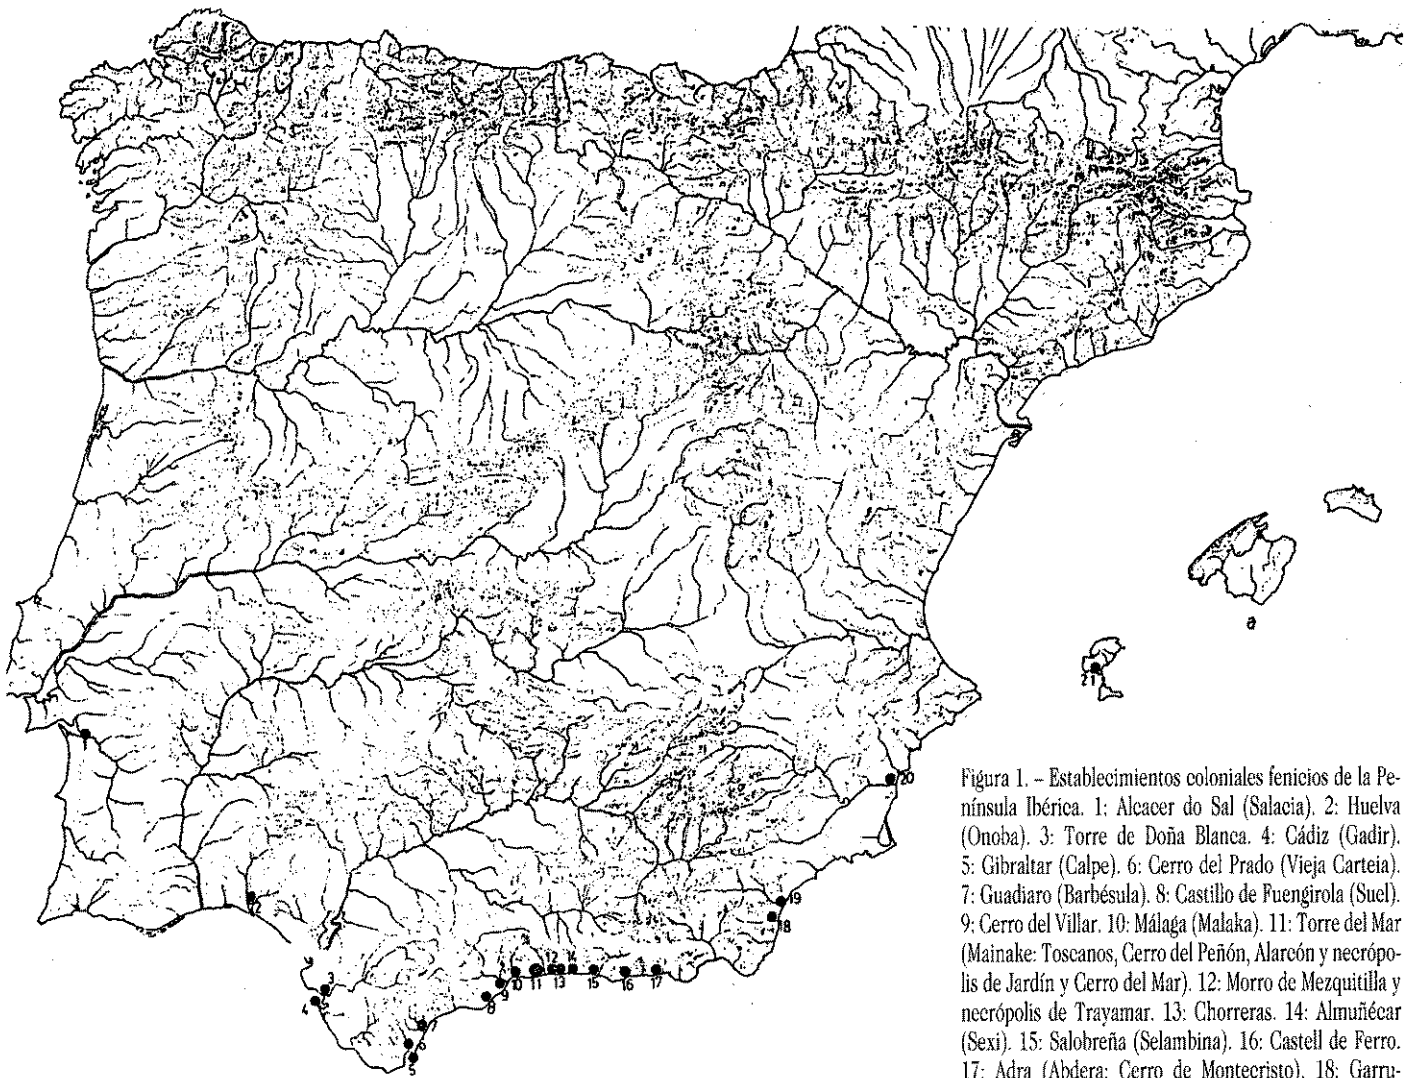 Figura 1. – Establecimientos coloniales fenicios de la Pe-
nínsula Ibérica. 1: Alcacer do Sal (Salacia). 2: Huelva
(Onoba). 3: Torre de Doña Blanca. 4: Cádiz (Gadir).
5: Gibraltar (Calpe). 6: Cerro del Prado (Vieja Carteia).
7: Guadiaro (Barbésula). 8: Castillo de Fuengirola (Suel).
9: Cerro del Villar. 10: Málaga (Malaka). 11: Torre del Mar
(Mainake: Toscanos, Cerro del Peñón, Alarcón y necrópo-
lis de Jardín y Cerro del Mar). 12: Morro de Mezquitilla y
necrópolis de Trayamar. 13: Chorreras. 14: Almuñécar
(Sexi). 15: Salobreña (Selambina). 16: Castell de Ferro.
17: Adra (Abdera: Cerro de Montecristo). 18: Garru-
1
2
3
4
5
6
7
8
9
10
11
12
13
14
15
16
17
18
19
20
21